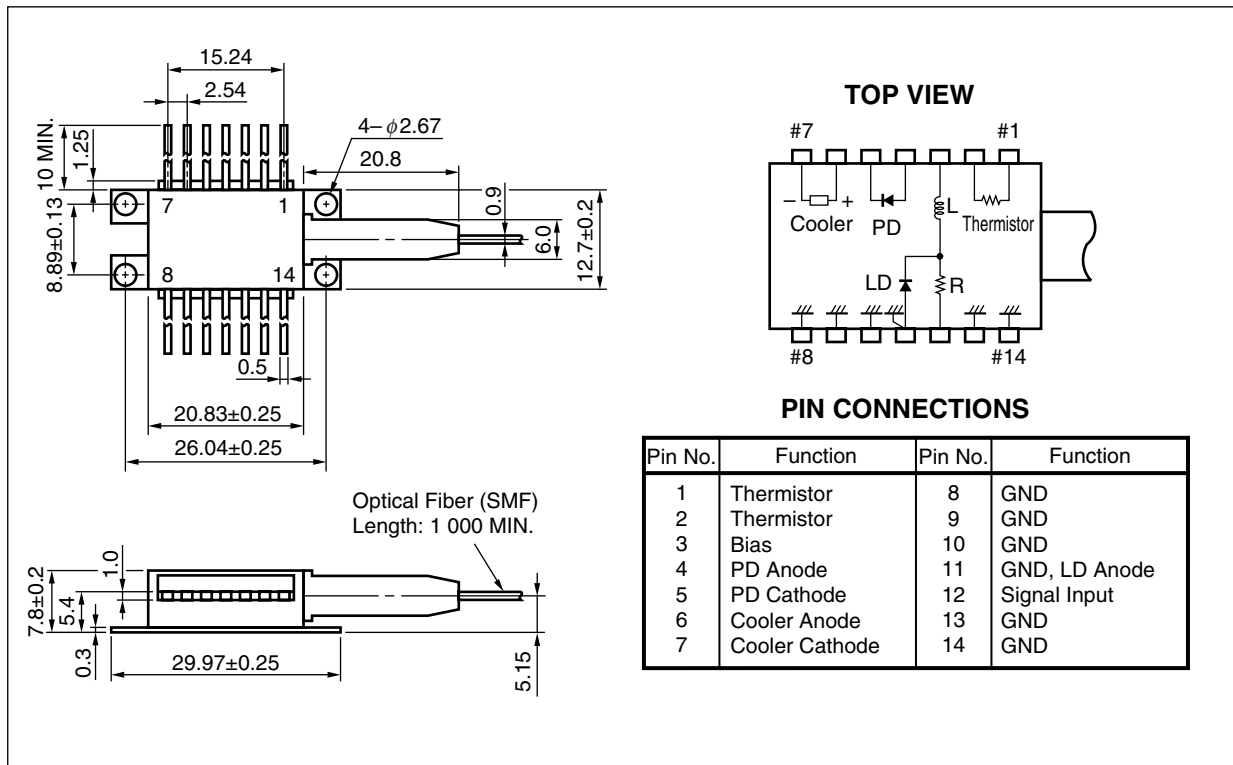 15.24
2.54
4–φ2.67
10 MIN.
1.25
20.8
7
1
8.89±0.13
0.9
6.0
12.7±0.2
8
14
0.5
20.83±0.25
26.04±0.25
Optical Fiber (SMF)
Length: 1 000 MIN.
7.8±0.2
5.4
1.0
0.3
29.97±0.25
5.15
TOP VIEW
#7
#1
– +
Cooler
PD
L
Thermistor
LD
R
#8
#14
PIN CONNECTIONS
Pin No. Function Pin No. Function
1 Thermistor 8 GND
2 Thermistor 9 GND
3 Bias 10 GND
4 PD Anode 11 GND, LD Anode
5 PD Cathode 12 Signal Input
6 Cooler Anode 13 GND
7 Cooler Cathode 14 GND